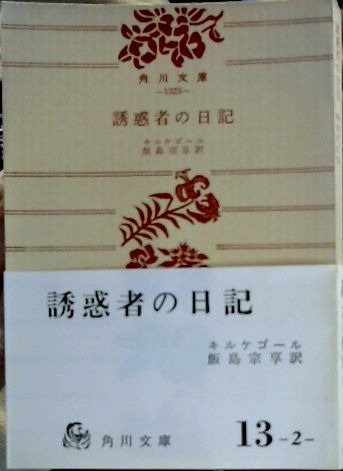 角川文庫
—1323—
誘惑者の日記
キルケゴール
飯島宗享訳
誘惑者の日記
キルケゴール
飯島宗享訳
角川文庫
13-2-